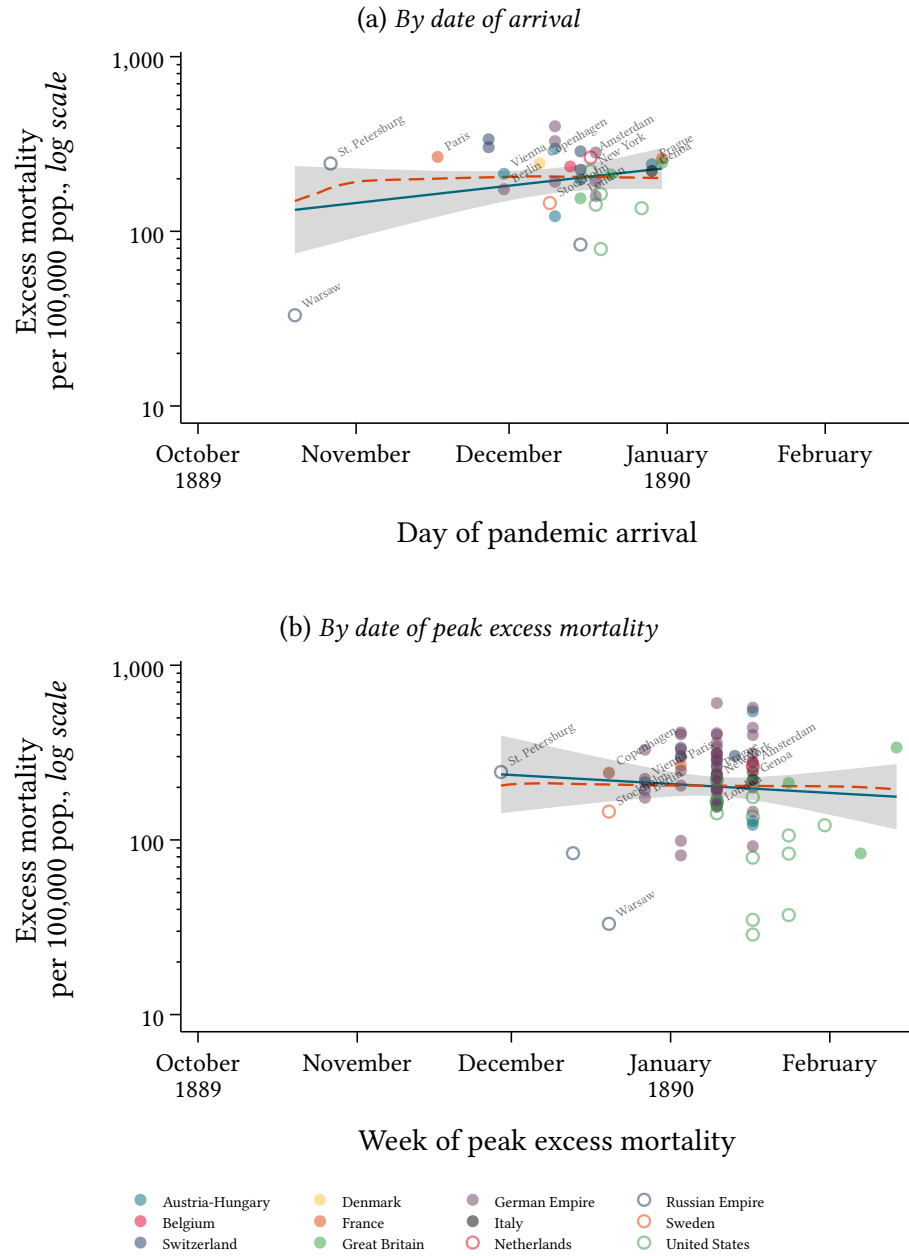 (a) By date of arrival
1,000
100
10
Excess mortality
per 100,000 pop., log scale
St. Petersburg
Warsaw
Paris
Vienna
Berlin
Copenhagen
Stockholm
Amsterdam
New York
London
Prague
Genoa
October
1889
November
December
January
1890
February
Day of pandemic arrival
(b) By date of peak excess mortality
1,000
100
10
Excess mortality
per 100,000 pop., log scale
St. Petersburg
Copenhagen
Stockholm
Warsaw
Vienna
Berlin
Paris
Prague
New York
London
Amsterdam
Genoa
October
1889
November
December
January
1890
February
Week of peak excess mortality
Austria-Hungary
Denmark
German Empire
Russian Empire
Belgium
France
Italy
Sweden
Switzerland
Great Britain
Netherlands
United States